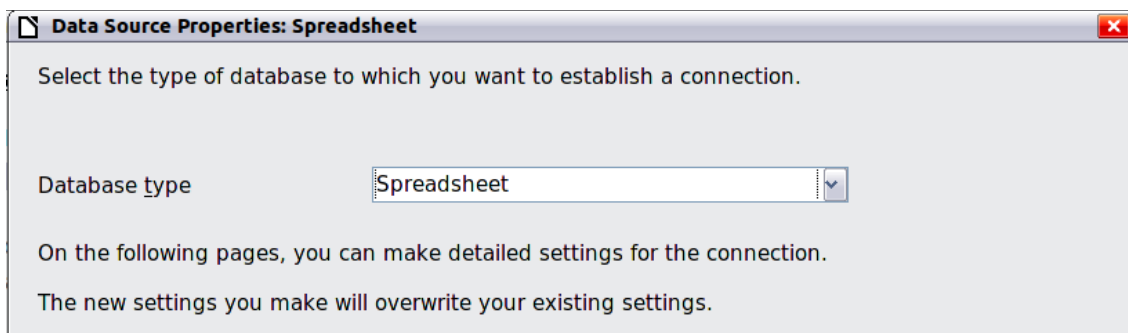 Data Source Properties: Spreadsheet
Select the type of database to which you want to establish a connection.
Database type
Spreadsheet
On the following pages, you can make detailed settings for the connection.
The new settings you make will overwrite your existing settings.